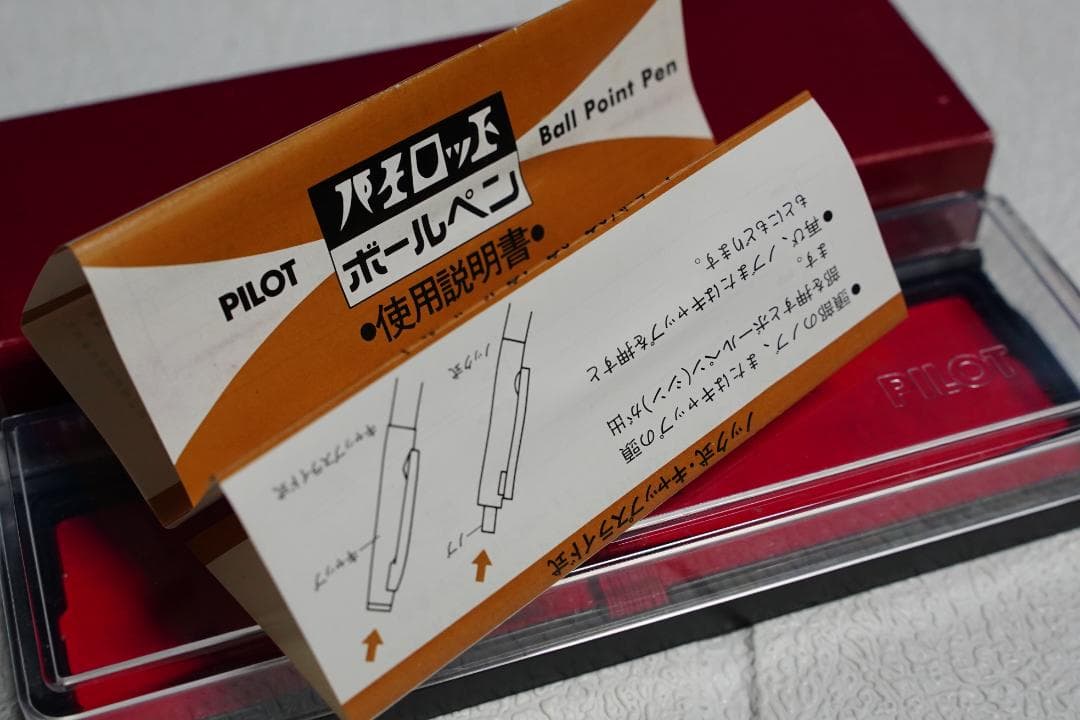 Ball Point Pen
パイロット
ボールペン
PILOT
●使用説明書●
ノック式・キャップスライド式
●頭部のノブ、またはキャップの頭
部を押すとボールペン(シン)が出
ます。
●再び、ノブまたはキャップを押すと
もとにもどります。
ノック式
ノブ
キャップスライド式
キャップ
PILOT